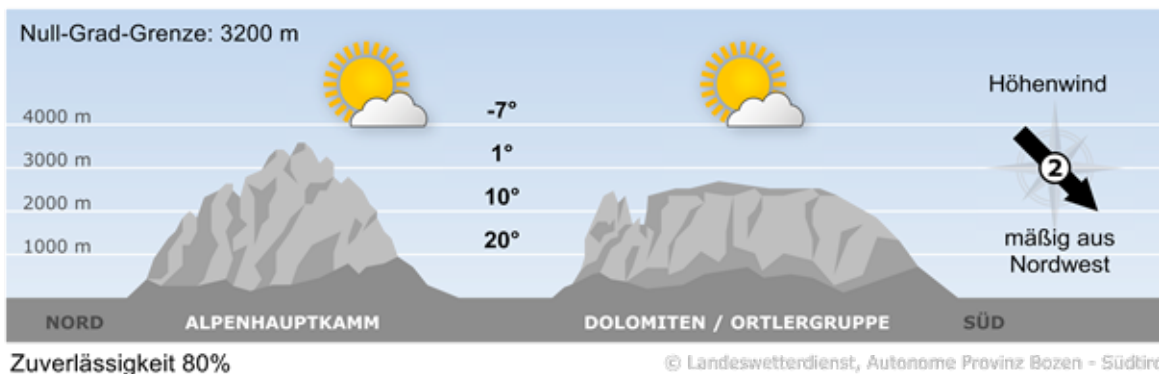 Null-Grad-Grenze: 3200 m
Höhenwind
4000 m
-7°
3000 m
1°
2
2000 m
10°
1000 m
20°
mäßig aus
Nordwest
NORD
ALPENHAUPTKAMM
DOLOMITEN / ORTLERGRUPPE
SÜD
Zuverlässigkeit 80%
© Landeswetterdienst, Autonome Provinz Bozen - Südtiro